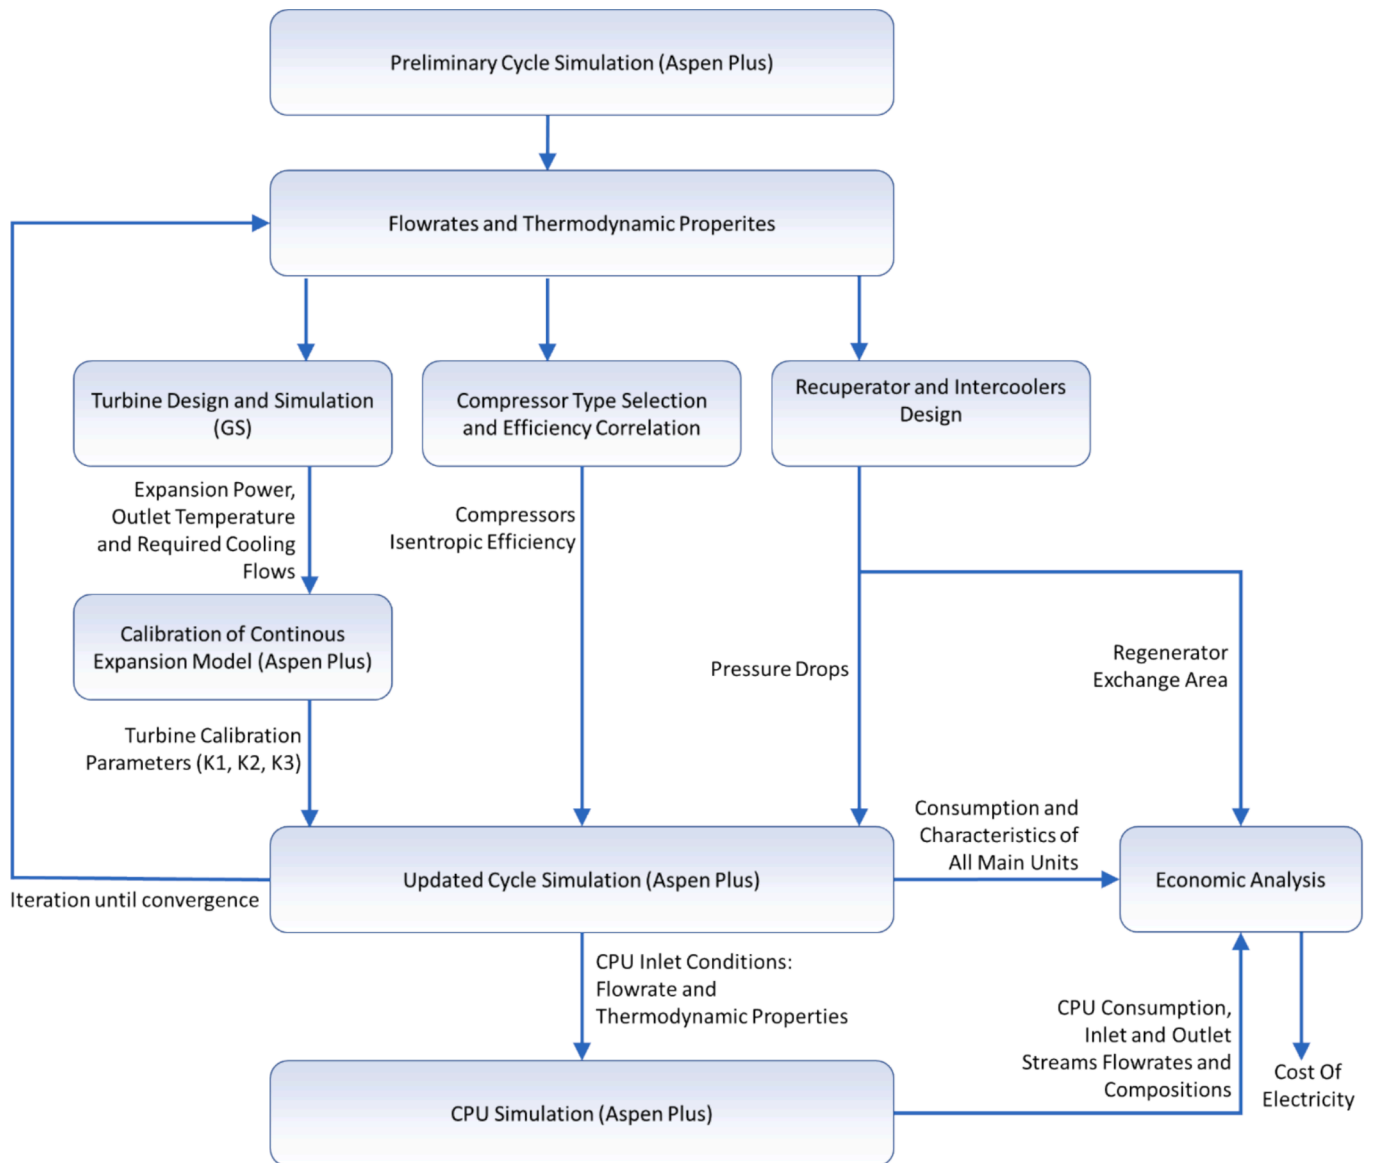 Preliminary Cycle Simulation (Aspen Plus)
Flowrates and Thermodynamic Properites
Turbine Design and Simulation
(GS)
Compressor Type Selection
and Efficiency Correlation
Recuperator and Intercoolers
Design
Expansion Power,
Outlet Temperature
and Required Cooling
Flows
Compressors
Isentropic Efficiency
Calibration of Continous
Expansion Model (Aspen Plus)
Pressure Drops
Regenerator
Exchange Area
Turbine Calibration
Parameters (K1, K2, K3)
Consumption and
Characteristics of
All Main Units
Updated Cycle Simulation (Aspen Plus)
Economic Analysis
Iteration until convergence
CPU Inlet Conditions:
Flowrate and
Thermodynamic Properties
CPU Consumption,
Inlet and Outlet
Streams Flowrates and
Compositions
Cost Of
Electricity
CPU Simulation (Aspen Plus)